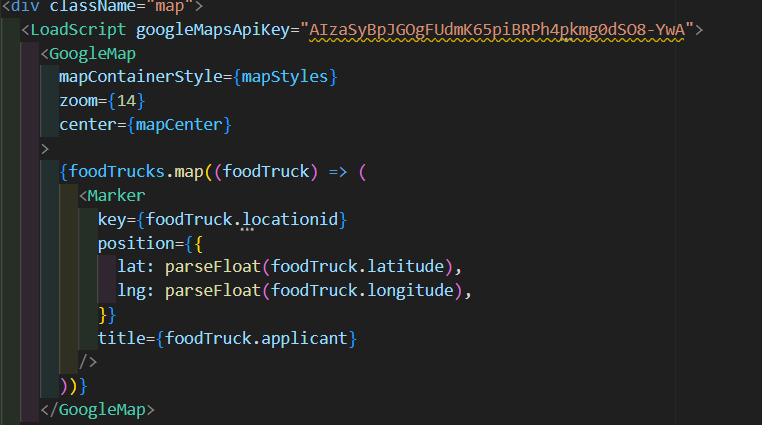 <div className="map">
<LoadScript googleMapsApiKey="AIzaSyBpJGOgFUdmK65piBRPh4pkmg0dSO8-YwA">
<GoogleMap
mapContainerStyle={mapStyles}
zoom={14}
center={mapCenter}
>
{foodTrucks.map((foodTruck) => (
<Marker
key={foodTruck.locationid}
position={{
lat: parseFloat(foodTruck.latitude),
lng: parseFloat(foodTruck.longitude),
}}
title={foodTruck.applicant}
/>
))}
</GoogleMap>